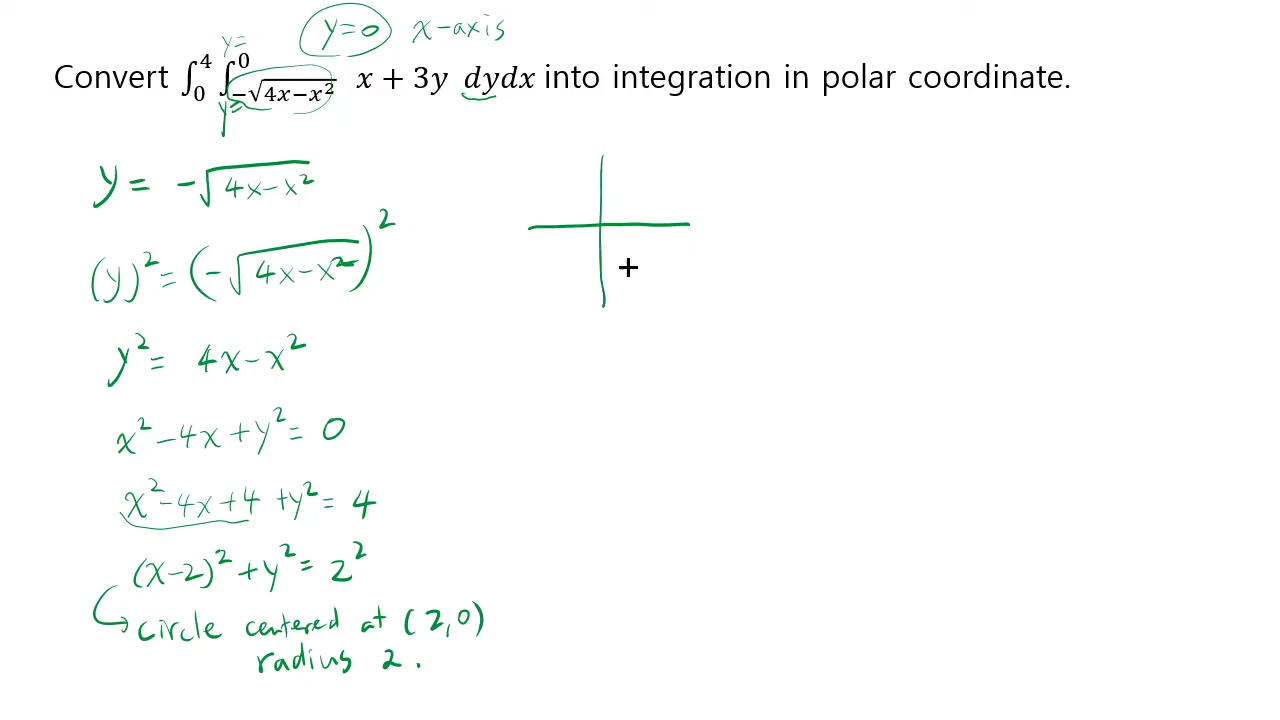 y=0 x-axis
y=
Convert ∫₀⁴ ∫_{-√(4x-x²)}^0 x + 3y dydx into integration in polar coordinate.
y=
y = -√(4x-x²)
(y)² = (-√(4x-x²))²
y² = 4x-x²
x²-4x+y² = 0
x²-4x+4 +y² = 4
(x-2)²+y² = 2²
circle centered at (2,0)
radius 2.